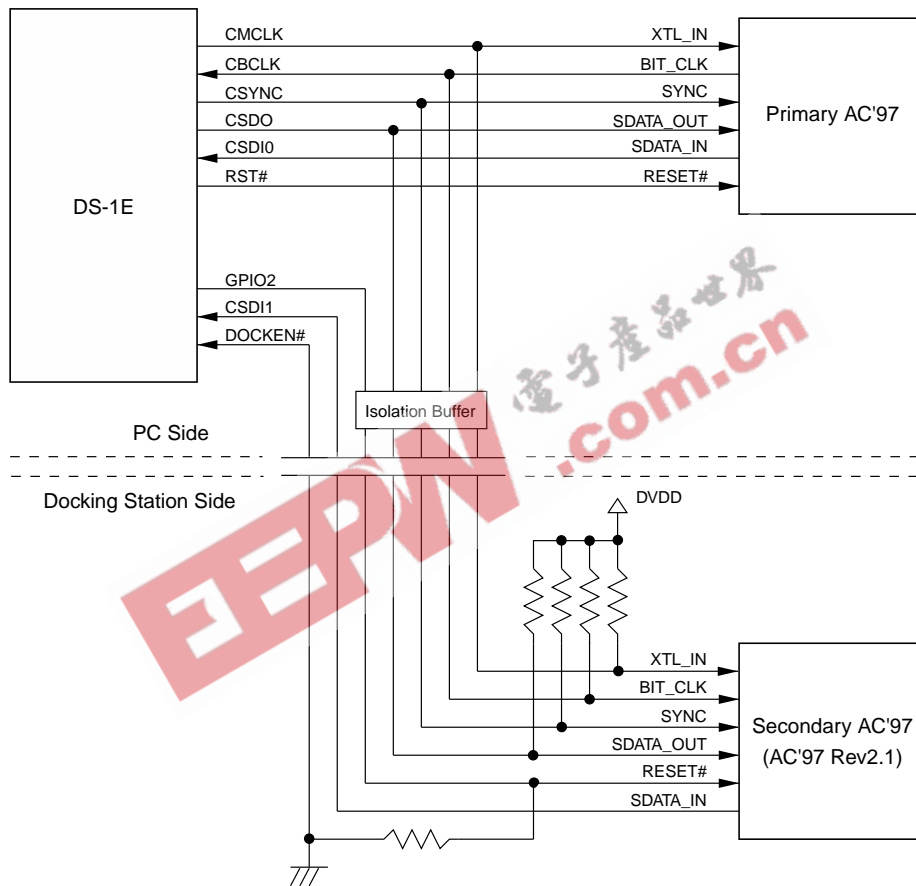 CMCLK
XTL_IN
CBCLK
BIT_CLK
CSYNC
SYNC
CSDO
SDATA_OUT
CSDI0
SDATA_IN
RST#
RESET#
DS-1E
Primary AC'97
GPIO2
CSDI1
DOCKEN#
Isolation Buffer
PC Side
Docking Station Side
DVDD
XTL_IN
BIT_CLK
SYNC
SDATA_OUT
RESET#
SDATA_IN
Secondary AC'97
(AC'97 Rev2.1)
EEPW.com.cn
電子產品世界